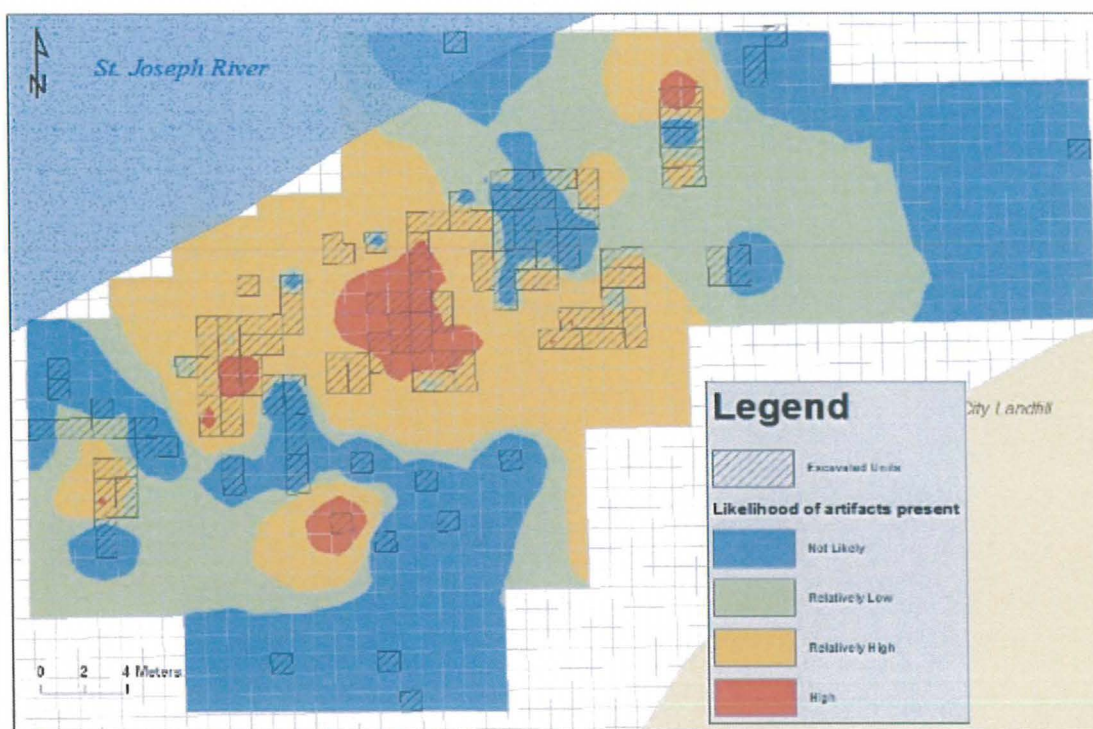 N
St. Joseph River
City Landfill
Legend
Excavated Units
Likelihood of artifacts present
Not Likely
Relatively Low
Relatively High
High
0 2 4 Meters